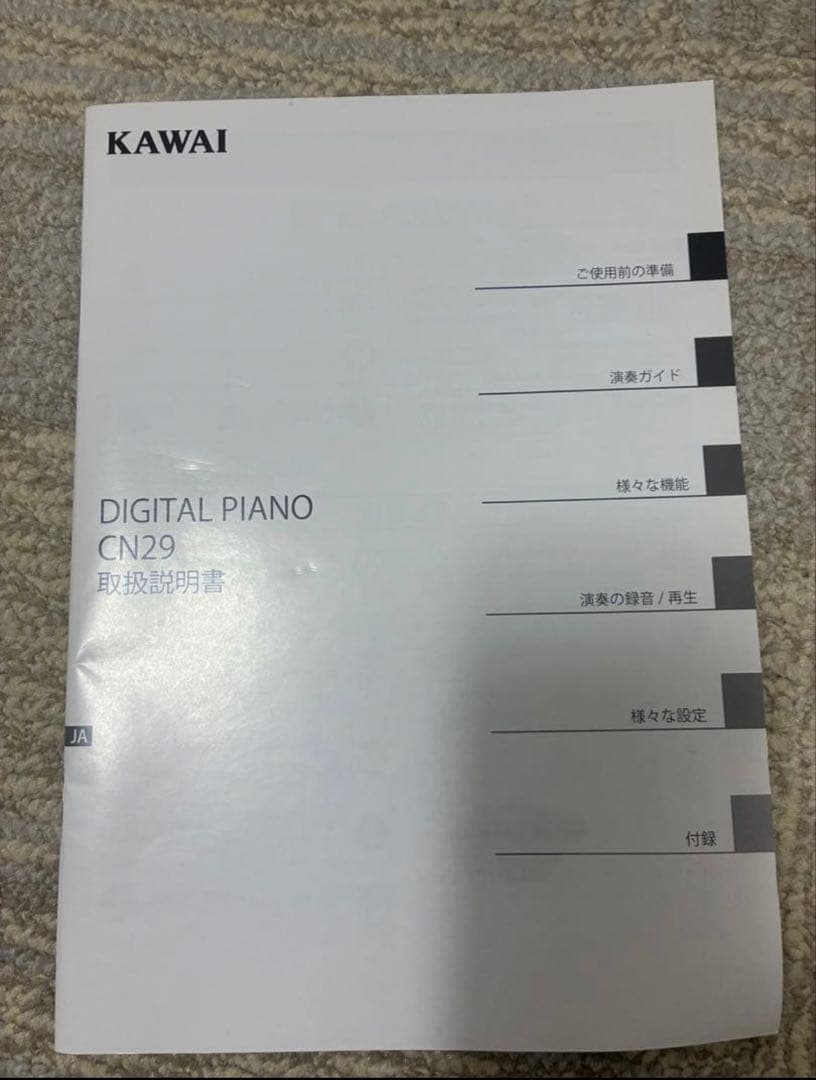 KAWAI
ご使用前の準備
演奏ガイド
様々な機能
DIGITAL PIANO
CN29
取扱説明書
演奏の録音 / 再生
様々な設定
JA
付録